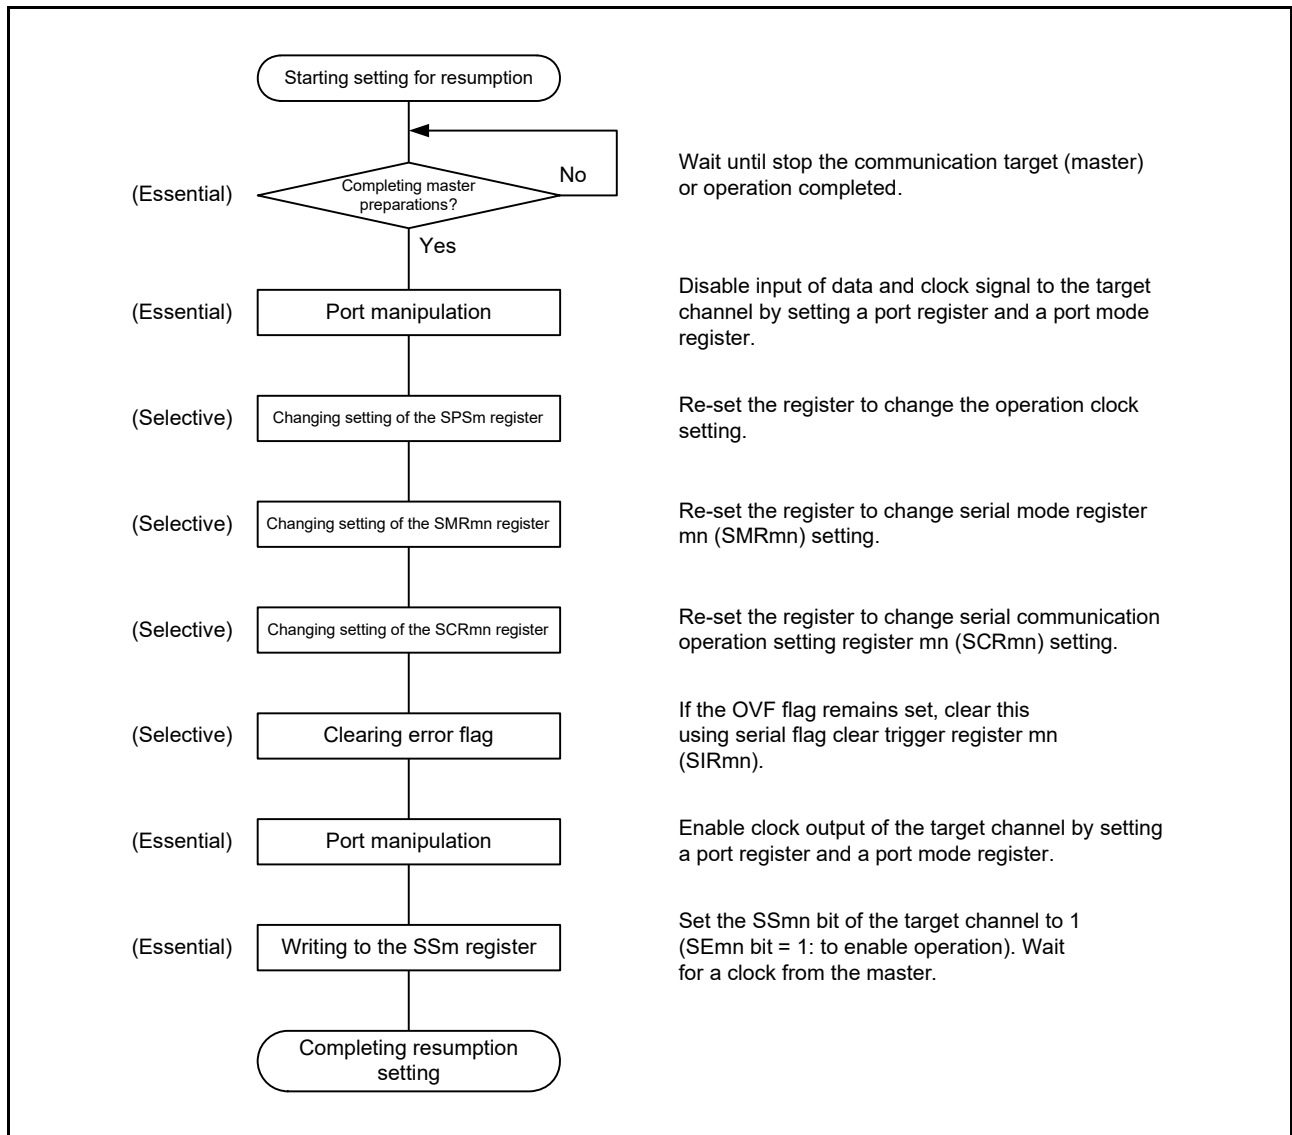 Starting setting for resumption
(Essential)
Completing master
preparations?
No
Yes
Wait until stop the communication target (master)
or operation completed.
(Essential)
Port manipulation
Disable input of data and clock signal to the target
channel by setting a port register and a port mode
register.
(Selective)
Changing setting of the SPSm register
Re-set the register to change the operation clock
setting.
(Selective)
Changing setting of the SMRmn register
Re-set the register to change serial mode register
mn (SMRmn) setting.
(Selective)
Changing setting of the SCRmn register
Re-set the register to change serial communication
operation setting register mn (SCRmn) setting.
(Selective)
Clearing error flag
If the OVF flag remains set, clear this
using serial flag clear trigger register mn
(SIRmn).
(Essential)
Port manipulation
Enable clock output of the target channel by setting
a port register and a port mode register.
(Essential)
Writing to the SSm register
Set the SSmn bit of the target channel to 1
(SEmn bit = 1: to enable operation). Wait
for a clock from the master.
Completing resumption
setting